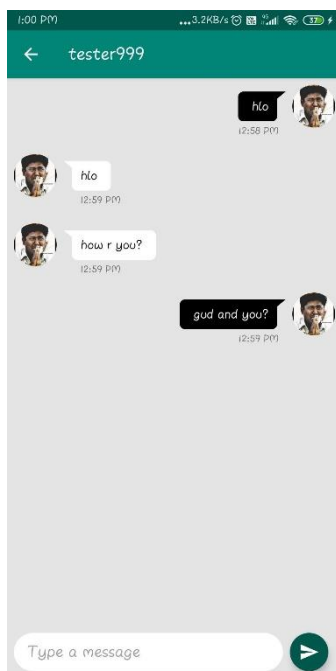 1:00 PM ...3.2KB/s 32
tester999
hlo
12:58 PM
hlo
12:59 PM
how r you?
12:59 PM
gud and you?
12:59 PM
Type a message